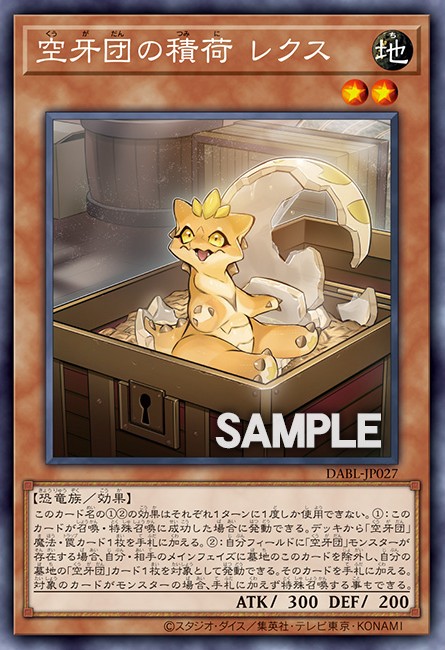 空牙団の積荷 レクス
地
SAMPLE
DABL-JP027
【恐竜族／効果】
このカード名の①②の効果はそれぞれ1ターンに1度しか使用できない。①：この
カードが召喚・特殊召喚に成功した場合に発動できる。デッキから「空牙団」
魔法・罠カード1枚を手札に加える。②：自分フィールドに「空牙団」モンスターが
存在する場合、自分・相手のメインフェイズに墓地のこのカードを除外し、自分の
墓地の「空牙団」カード1枚を対象として発動できる。そのカードを手札に加える。
対象のカードがモンスターの場合、手札に加えず特殊召喚する事もできる。
ATK/ 300 DEF/ 200
©スタジオ・ダイス／集英社・テレビ東京・KONAMI